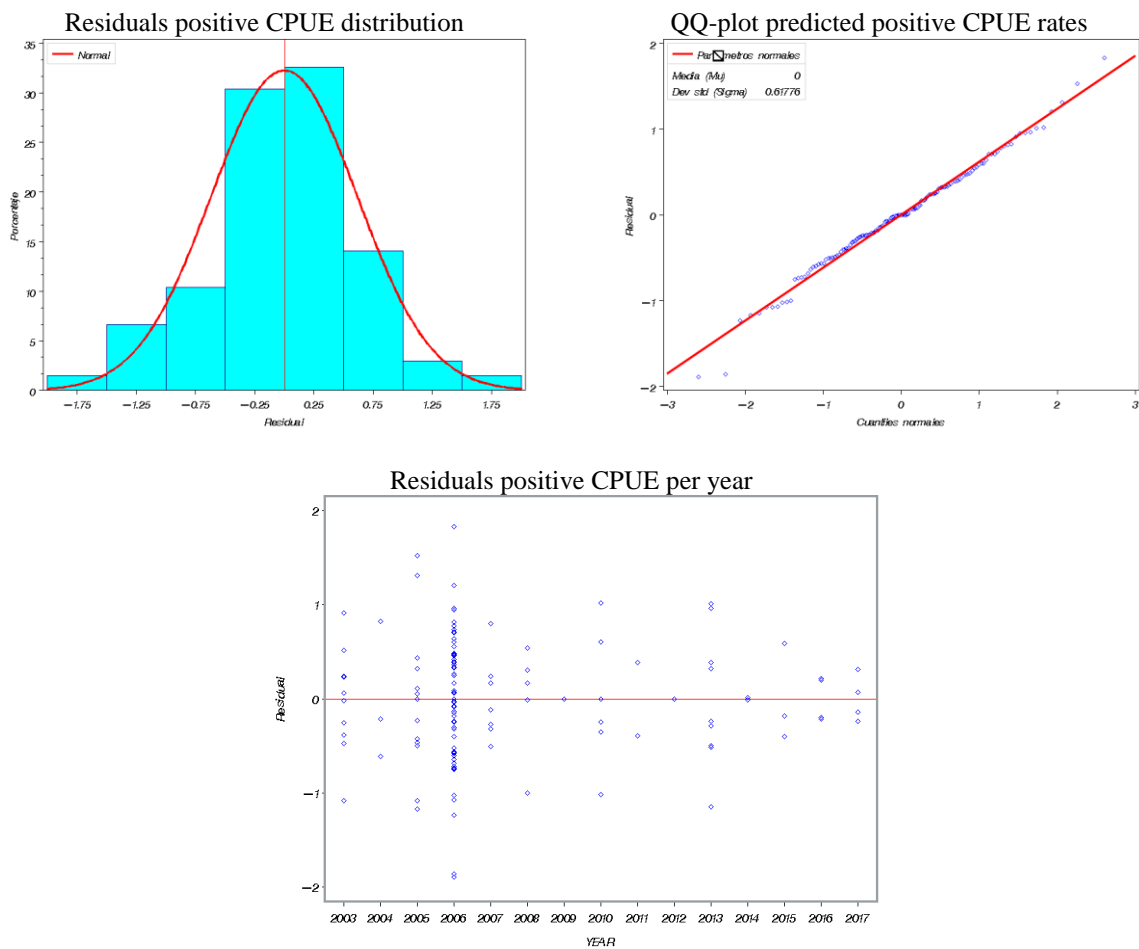 Residuals positive CPUE distribution
QQ-plot predicted positive CPUE rates
35
30
25
20
15
10
5
0
Porcentaje
Normal
−1.75 −1.25 −0.75 −0.25 0.25 0.75 1.25 1.75
Residual
2
1
0
−1
−2
Residual
normales
Media (Mu) 0
Dev std (Sigma) 0.61776
−3 −2 −1 0 1 2 3
Cuantiles normales
Residuals positive CPUE per year
2
1
0
−1
−2
Residual
2003 2004 2005 2006 2007 2008 2009 2010 2011 2012 2013 2014 2015 2016 2017
YEAR